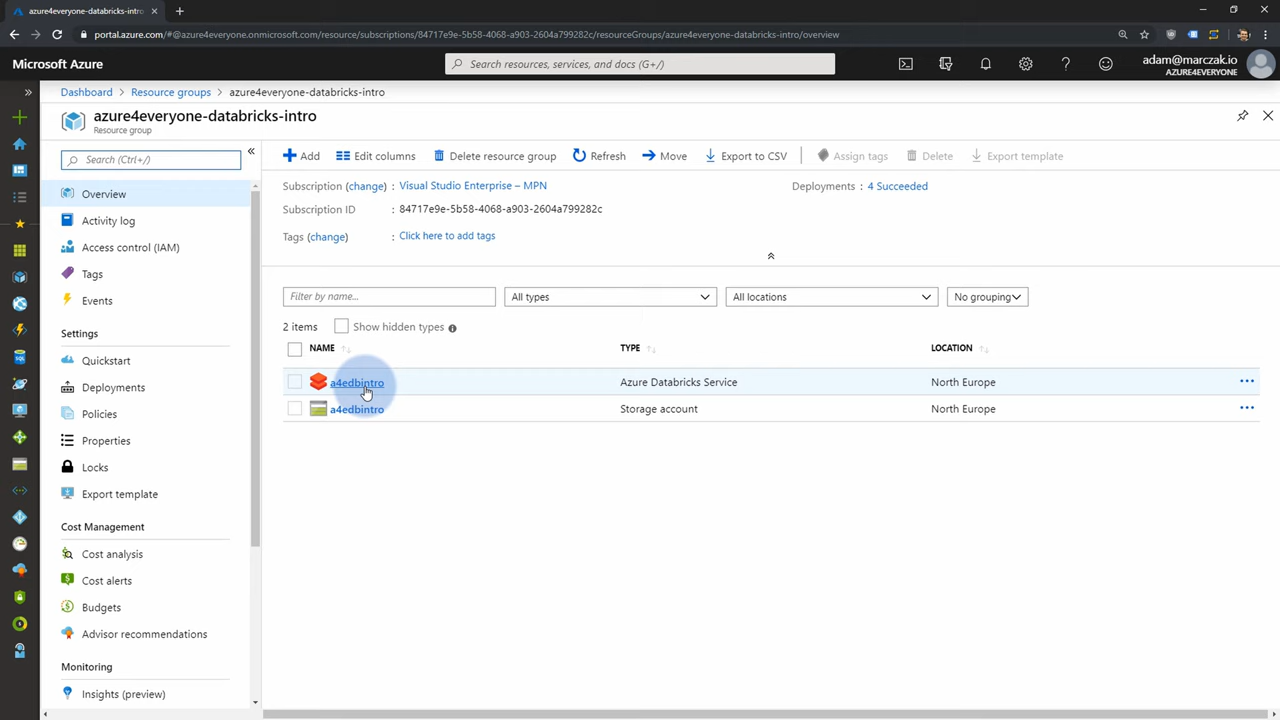 azure4everyone-databricks-intro
portal.azure.com/#@azure4everyone.onmicrosoft.com/resource/subscriptions/84717e9e-5b58-4068-a903-2604a799282c/resourceGroups/azure4everyone-databricks-intro/overview
Microsoft Azure
Search resources, services, and docs (G+/)
adam@marczak.io
AZURE4EVERYONE
Dashboard
Resource groups
azure4everyone-databricks-intro
azure4everyone-databricks-intro
Resource group
Search (Ctrl+/)
Overview
Activity log
Access control (IAM)
Tags
Events
Settings
Quickstart
Deployments
Policies
Properties
Locks
Export template
Cost Management
Cost analysis
Cost alerts
Budgets
Advisor recommendations
Monitoring
Insights (preview)
Add
Edit columns
Delete resource group
Refresh
Move
Export to CSV
Assign tags
Delete
Export template
Subscription (change) : Visual Studio Enterprise – MPN
Deployments : 4 Succeeded
Subscription ID : 84717e9e-5b58-4068-a903-2604a799282c
Tags (change) : Click here to add tags
Filter by name...
All types
All locations
No grouping
2 items
Show hidden types
NAME TYPE LOCATION
a4edbintro Azure Databricks Service North Europe
a4edbintro Storage account North Europe